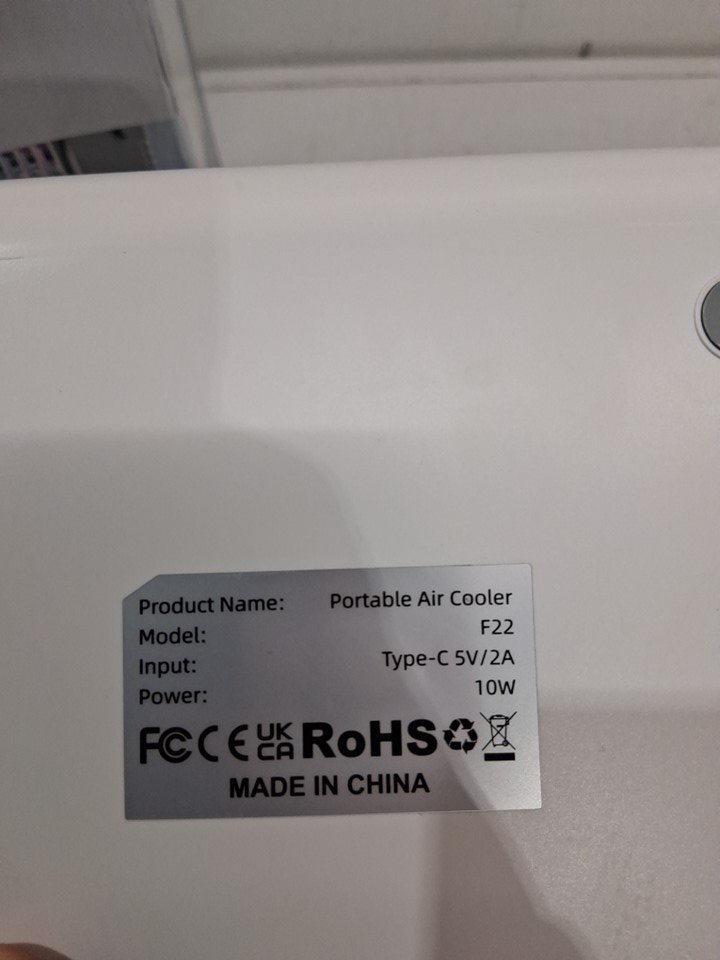 Product Name: Portable Air Cooler
Model: F22
Input: Type-C 5V/2A
Power: 10W
FC CE UK CA RoHS
MADE IN CHINA